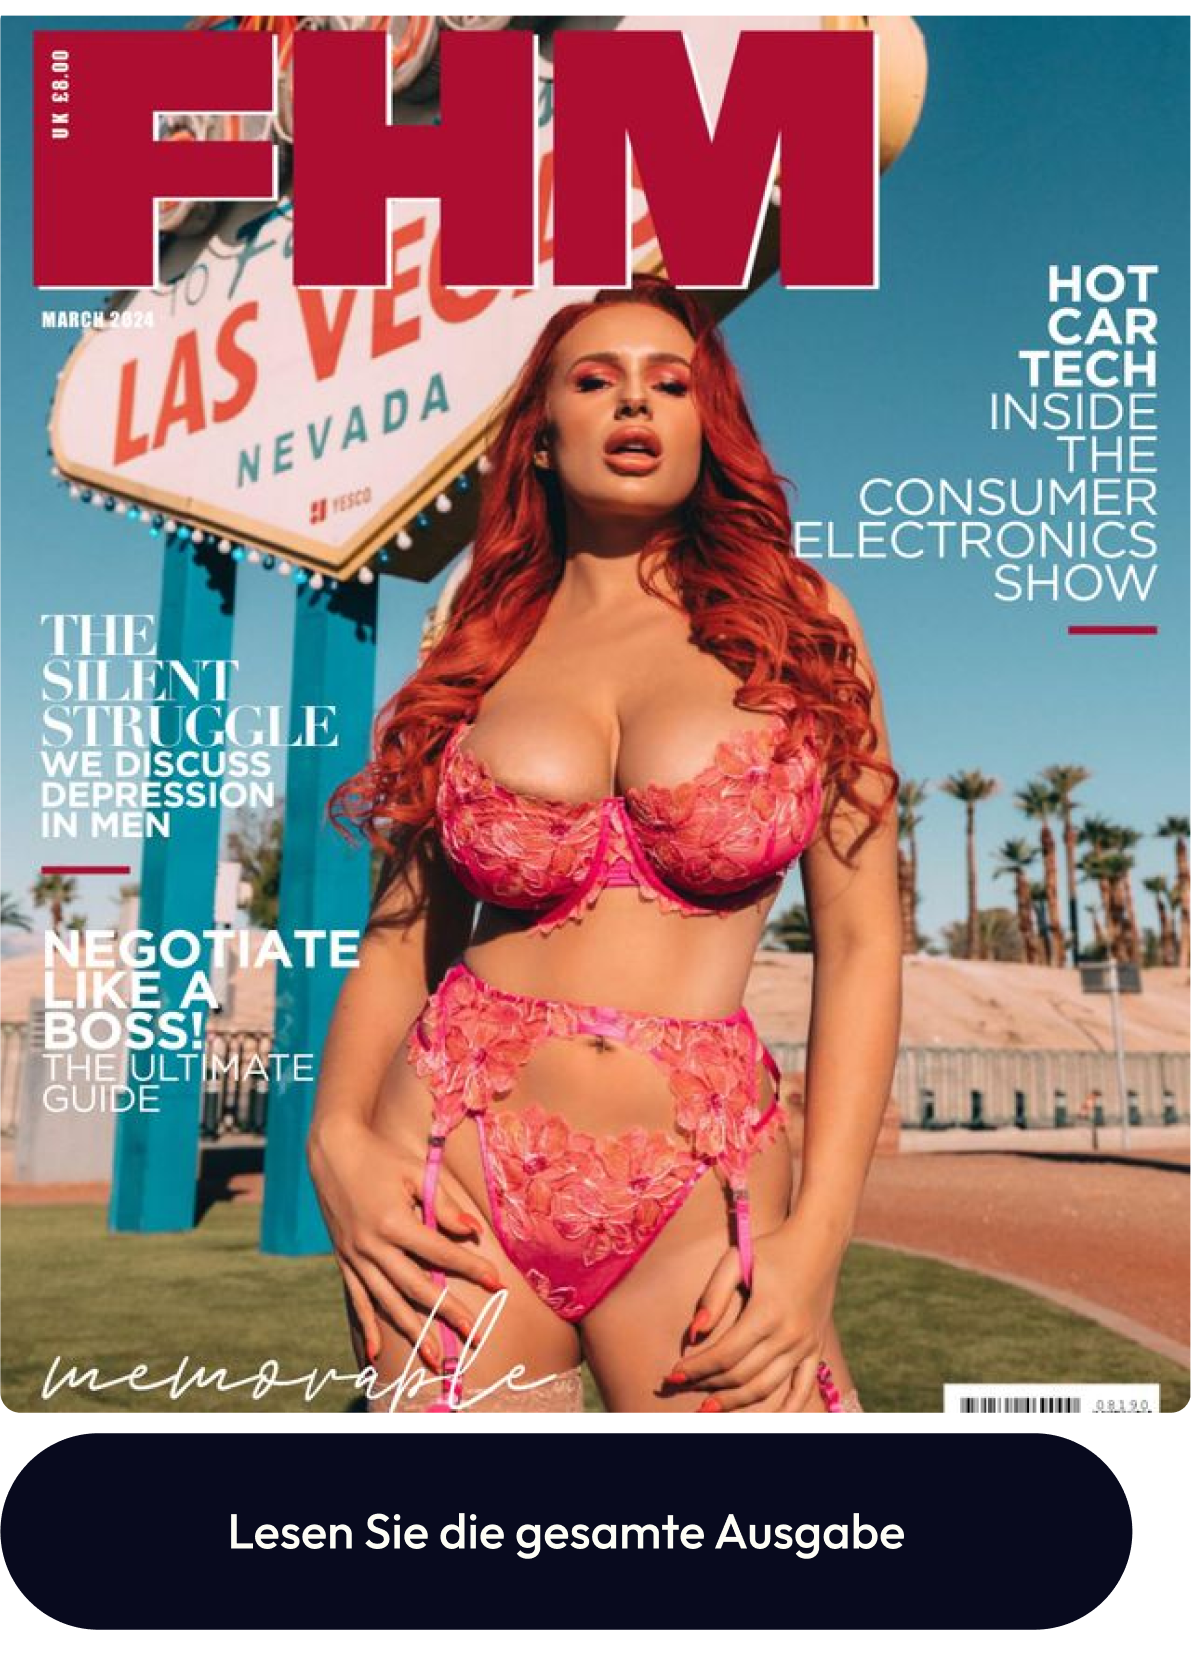 UK £8.00
FHM
MARCH 2024
TO Fa
LAS VEGAS
NEVADA
YESCO
HOT
CAR
TECH
INSIDE
THE
CONSUMER
ELECTRONICS
SHOW
THE
SILENT
STRUGGLE
WE DISCUSS
DEPRESSION
IN MEN
NEGOTIATE
LIKE A
BOSS!
THE ULTIMATE
GUIDE
memorable
08190
Lesen Sie die gesamte Ausgabe